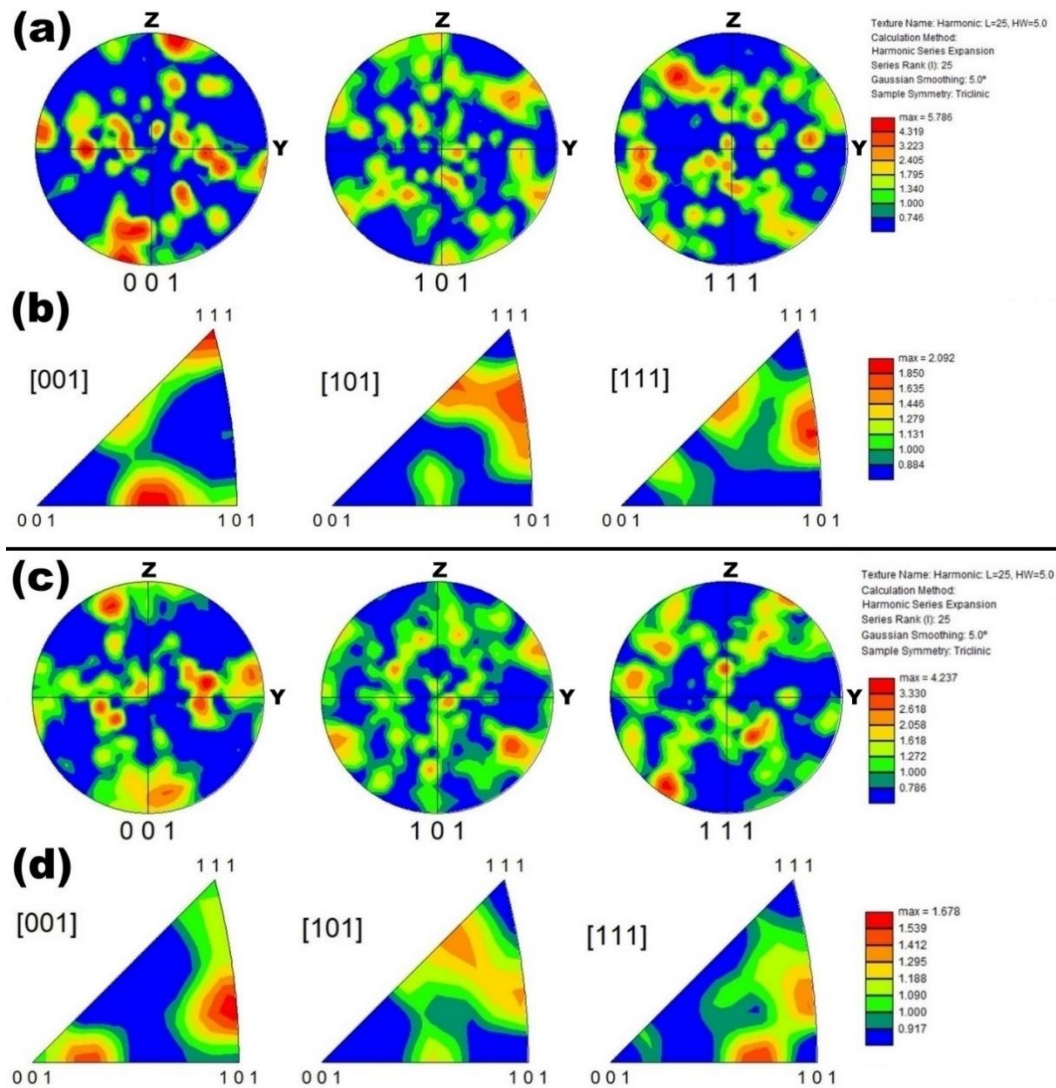 (a)
Z
Y
0 0 1
1 0 1
Z
Y
1 1 1
Z
Y
Texture Name: Harmonic: L=25, HW=5.0
Calculation Method:
Harmonic Series Expansion
Series Rank (l): 25
Gaussian Smoothing: 5.0°
Sample Symmetry: Triclinic
max = 5.786
4.319
3.223
2.405
1.795
1.340
1.000
0.746
(b)
[001]
1 1 1
0 0 1
1 0 1
[101]
1 1 1
0 0 1
1 0 1
[111]
1 1 1
0 0 1
1 0 1
max = 2.092
1.850
1.635
1.446
1.279
1.131
1.000
0.884
(c)
Z
Y
0 0 1
Z
Y
1 0 1
Z
Y
1 1 1
Texture Name: Harmonic: L=25, HW=5.0
Calculation Method:
Harmonic Series Expansion
Series Rank (l): 25
Gaussian Smoothing: 5.0°
Sample Symmetry: Triclinic
max = 4.237
3.330
2.618
2.058
1.618
1.272
1.000
0.786
(d)
[001]
1 1 1
0 0 1
1 0 1
[101]
1 1 1
0 0 1
1 0 1
[111]
1 1 1
0 0 1
1 0 1
max = 1.678
1.539
1.412
1.295
1.188
1.090
1.000
0.917